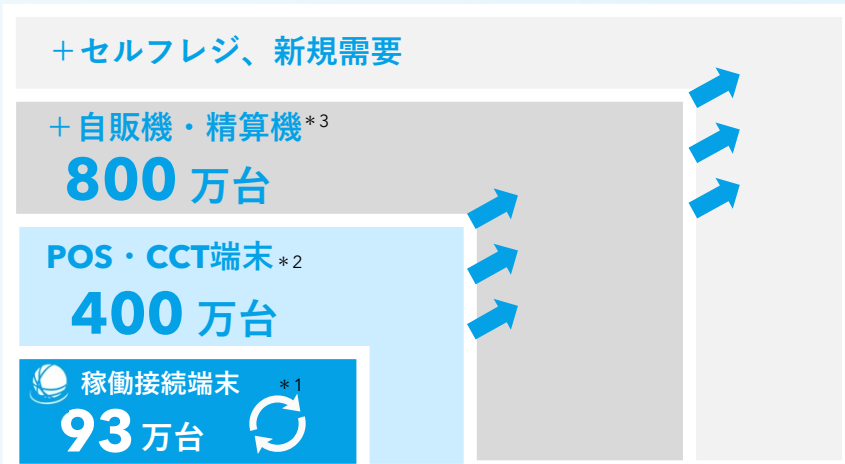 ＋セルフレジ、新規需要
＋自販機・精算機＊3
800 万台
POS・CCT端末＊2
400 万台
稼働接続端末 ＊1
93万台